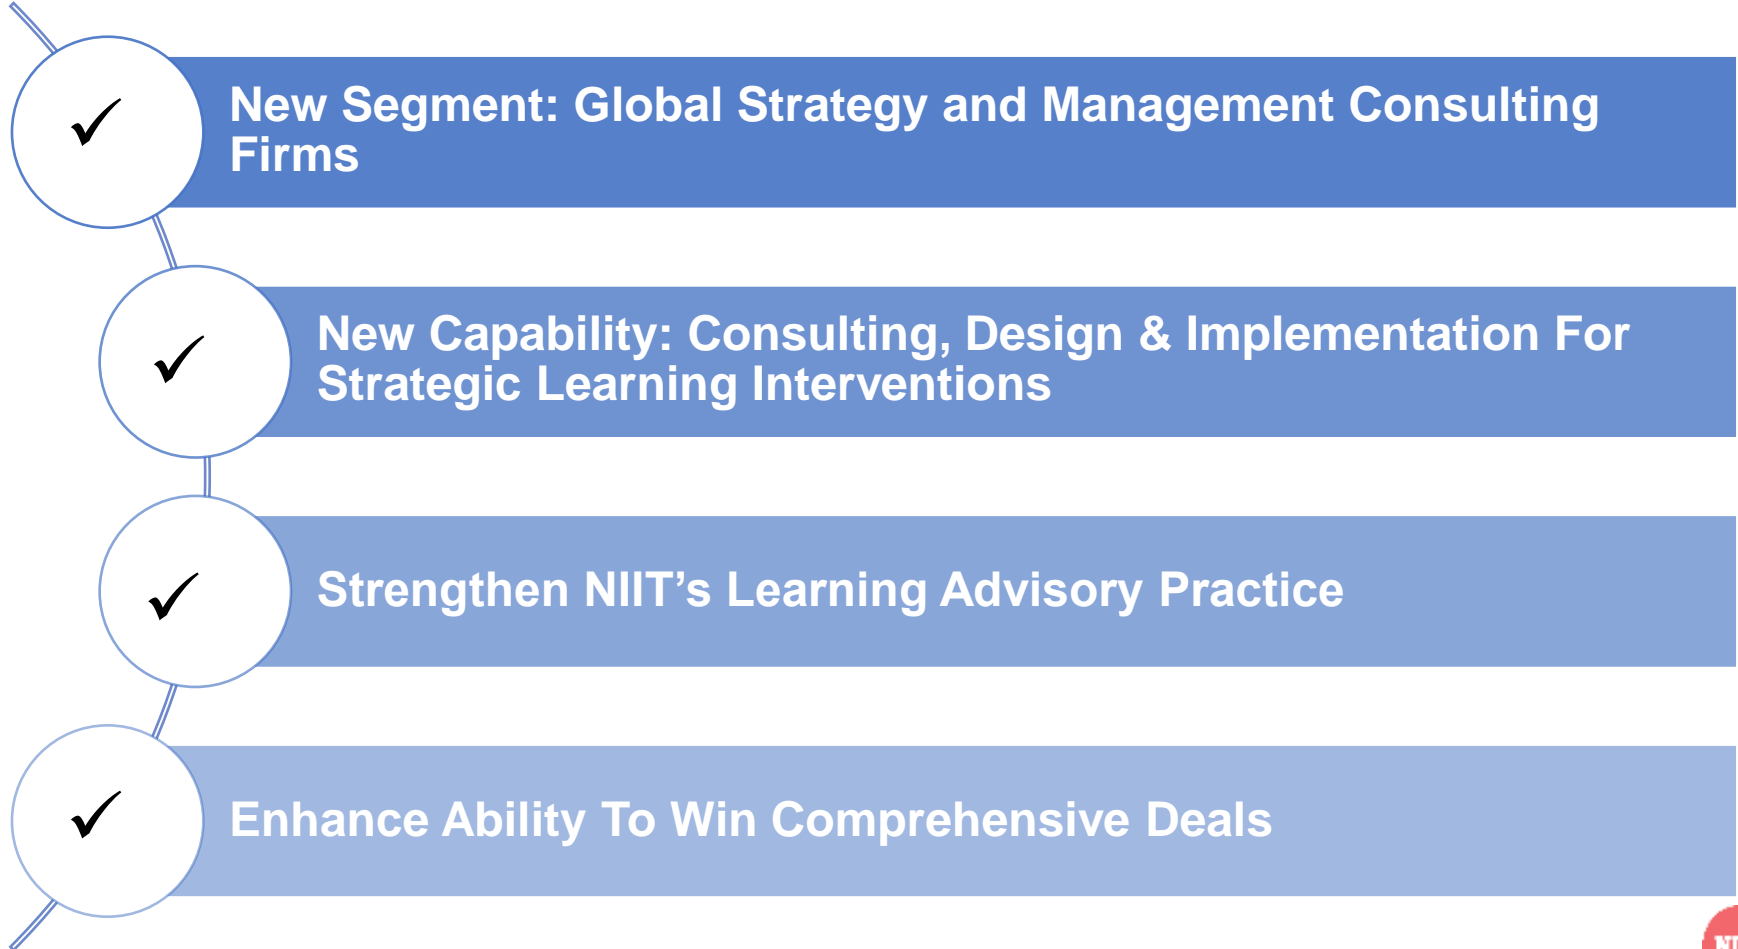 New Segment: Global Strategy and Management Consulting
Firms
New Capability: Consulting, Design & Implementation For
Strategic Learning Interventions
Strengthen NIIT’s Learning Advisory Practice
Enhance Ability To Win Comprehensive Deals